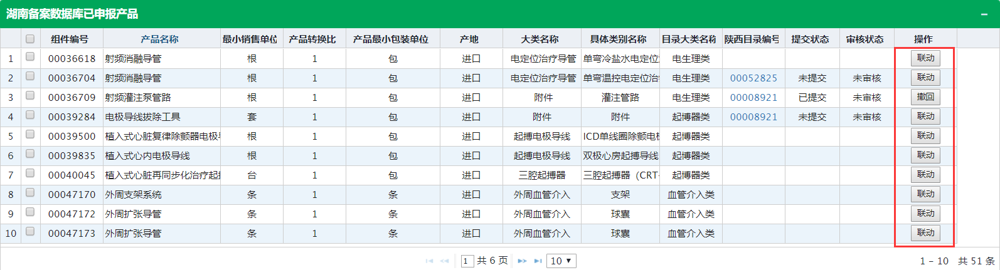 湖南备案数据库已申报产品
组件编号 产品名称 最小销售单位 产品转换比 产品最小包装单位 产地 大类名称 具体类别名称 目录大类名称 陕西目录编号 提交状态 审核状态 操作
1 00036618 射频消融导管 根 1 包 进口 电定位治疗导管 单弯冷盐水电定位 电生理类 联动
2 00036704 射频消融导管 根 1 包 进口 电定位治疗导管 单弯温控电定位治 电生理类 00052825 未提交 未审核 联动
3 00036709 射频灌注泵管路 根 1 包 进口 附件 灌注管路 电生理类 00008921 已提交 未审核 撤回
4 00039284 电极导线拔除工具 套 1 包 进口 附件 附件 起博器类 00008921 未提交 未审核 联动
5 00039500 植入式心脏复律除颤器电极 根 1 包 进口 起搏电极导线 ICD单线圈除颤电 起博器类 联动
6 00039835 植入式心内电极导线 根 1 包 进口 起搏电极导线 双极心房起搏导线 起博器类 联动
7 00040045 植入式心脏再同步化治疗起 台 1 包 进口 三腔起搏器 三腔起搏器（CRT- 起博器类 联动
8 00047170 外周支架系统 条 1 条 进口 外周血管介入 支架 血管介入类 联动
9 00047172 外周扩张导管 条 1 条 进口 外周血管介入 球囊 血管介入类 联动
10 00047173 外周扩张导管 条 1 条 进口 外周血管介入 球囊 血管介入类 联动
1 共 6 页 10 1 - 10 共 51 条